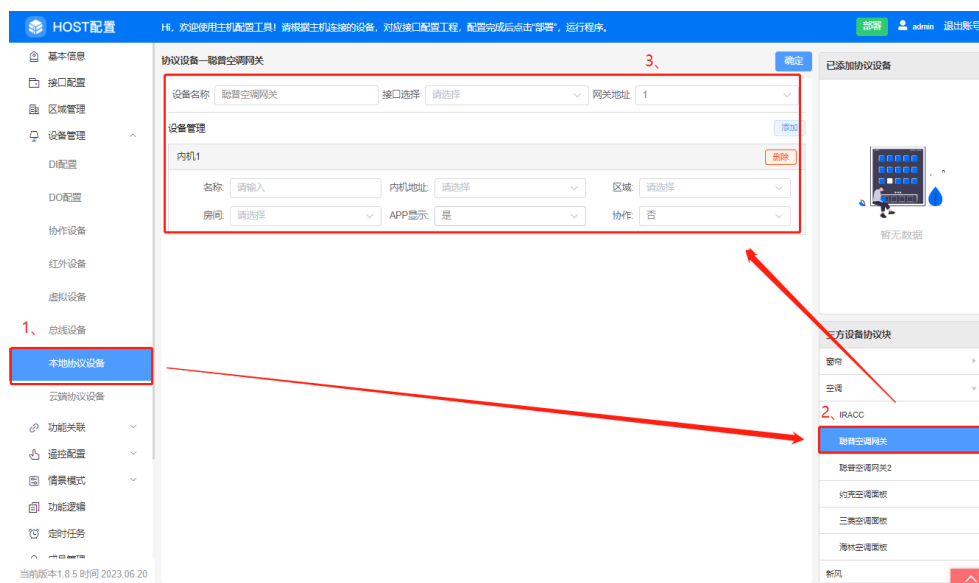 HOST配置
Hi，欢迎使用主机配置工具！请根据主机连接的设备，对应接口配置工程，配置完成后点击"部署"，运行程序。
部署
admin
退出账号
基本信息
接口配置
区域管理
设备管理
DI配置
DO配置
协作设备
红外设备
虚拟设备
1、
总线设备
本地协议设备
云端协议设备
功能关联
遥控配置
情景模式
功能逻辑
定时任务
当前版本1.8.5 时间 2023.06.20
协议设备—聪普空调网关
3、
确定
设备名称 聪普空调网关 接口选择 请选择 网关地址 1
设备管理
添加
内机1
删除
名称: 请输入 内机地址: 请选择 区域: 请选择
房间: 请选择 APP显示: 是 协作: 否
已添加协议设备
暂无数据
三方设备协议块
窗帘
空调
2、
IRACC
聪普空调网关
聪普空调网关2
约克空调面板
三菱空调面板
海林空调面板
新风